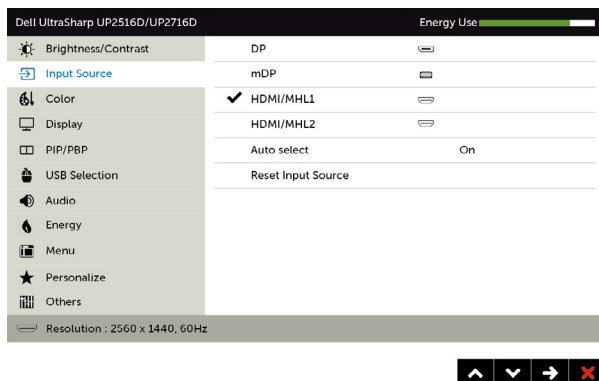 Dell UltraSharp UP2516D/UP2716D Energy Use
Brightness/Contrast DP
Input Source mDP
Color HDMI/MHL1
Display HDMI/MHL2
PIP/PBP Auto select On
USB Selection Reset Input Source
Audio
Energy
Menu
Personalize
Others
Resolution : 2560 x 1440, 60Hz